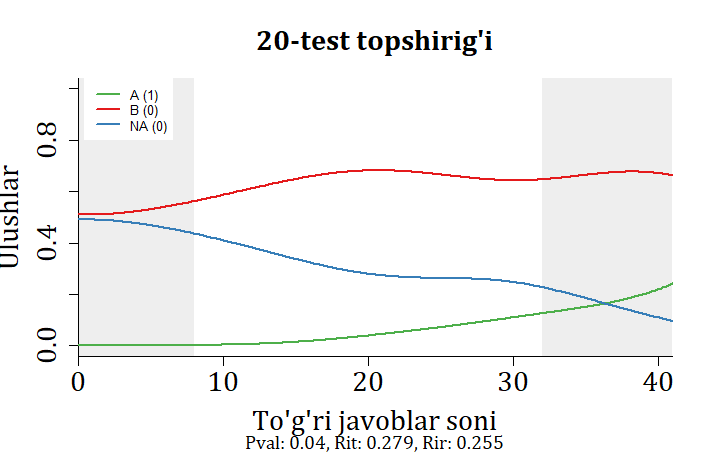 20-test topshirig'i
A (1)
B (0)
NA (0)
Ulushlar
0.0
0.4
0.8
0
10
20
30
40
To'g'ri javoblar soni
Pval: 0.04, Rit: 0.279, Rir: 0.255